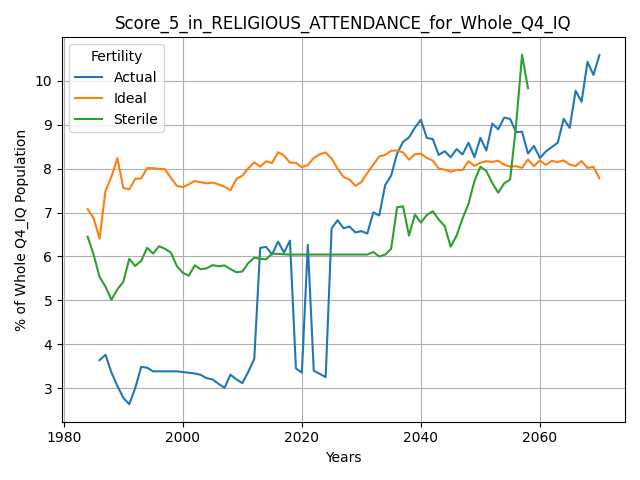 Score_5_in_RELIGIOUS_ATTENDANCE_for_Whole_Q4_IQ
% of Whole Q4_IQ Population
Fertility
Actual
Ideal
Sterile
10
9
8
7
6
5
4
3
1980
2000
2020
2040
2060
Years